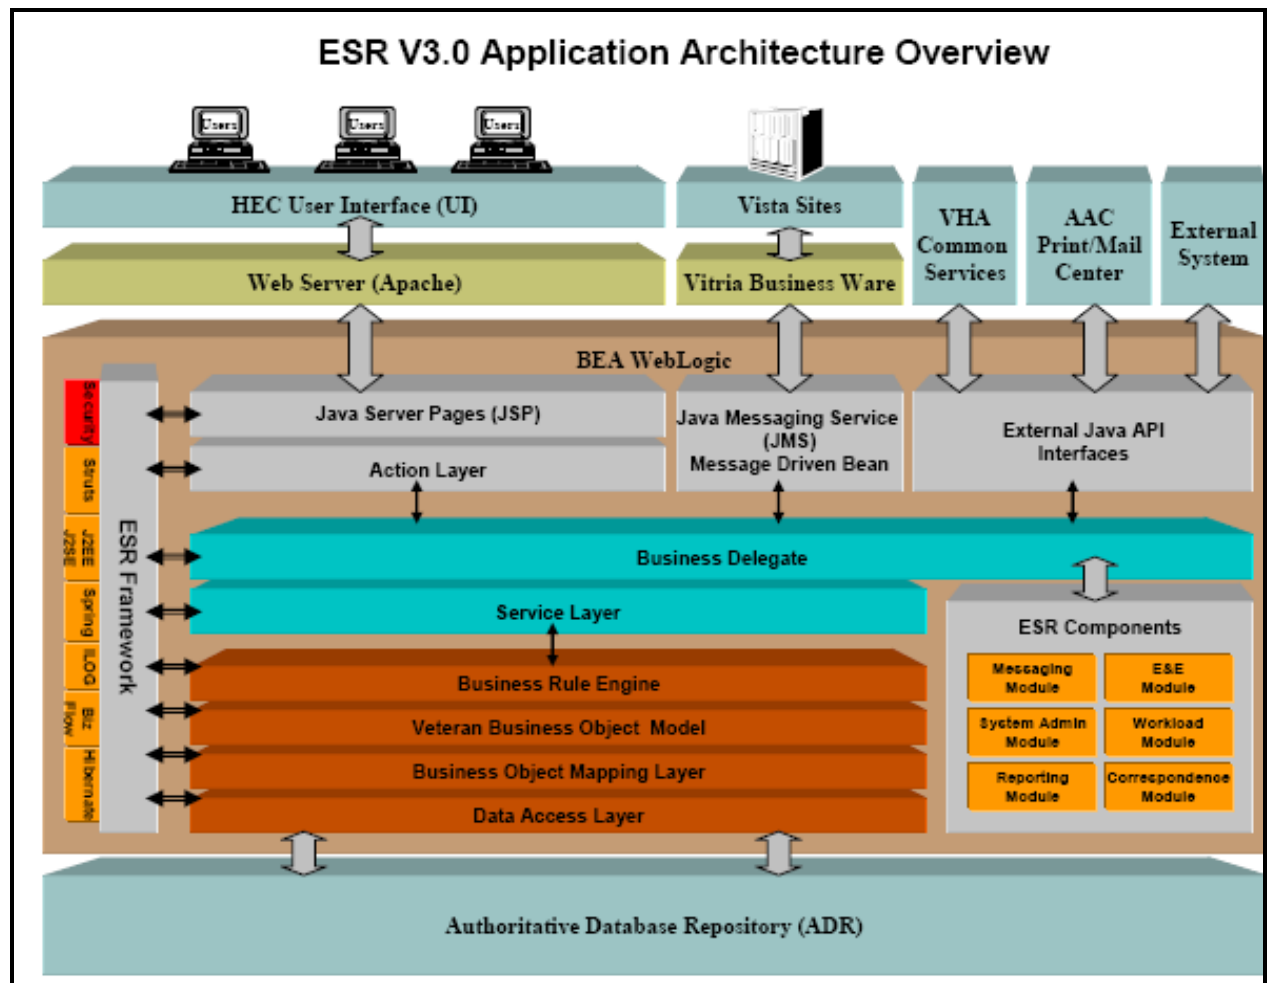 ESR V3.0 Application Architecture Overview
Users
Users
Users
HEC User Interface (UI)
Vista Sites
VHA
Common
Services
AAC
Print/Mail
Center
External
System
Web Server (Apache)
Vitria Business Ware
BEA WebLogic
Security
Struts
J2EE
J2SE
Spring
ILOG
Biz
Flow
Hibernate
ESR Framework
Java Server Pages (JSP)
Action Layer
Java Messaging Service
(JMS)
Message Driven Bean
External Java API
Interfaces
Business Delegate
Service Layer
Business Rule Engine
Veteran Business Object Model
Business Object Mapping Layer
Data Access Layer
ESR Components
Messaging
Module
E&E
Module
System Admin
Module
Workload
Module
Reporting
Module
Correspondence
Module
Authoritative Database Repository (ADR)